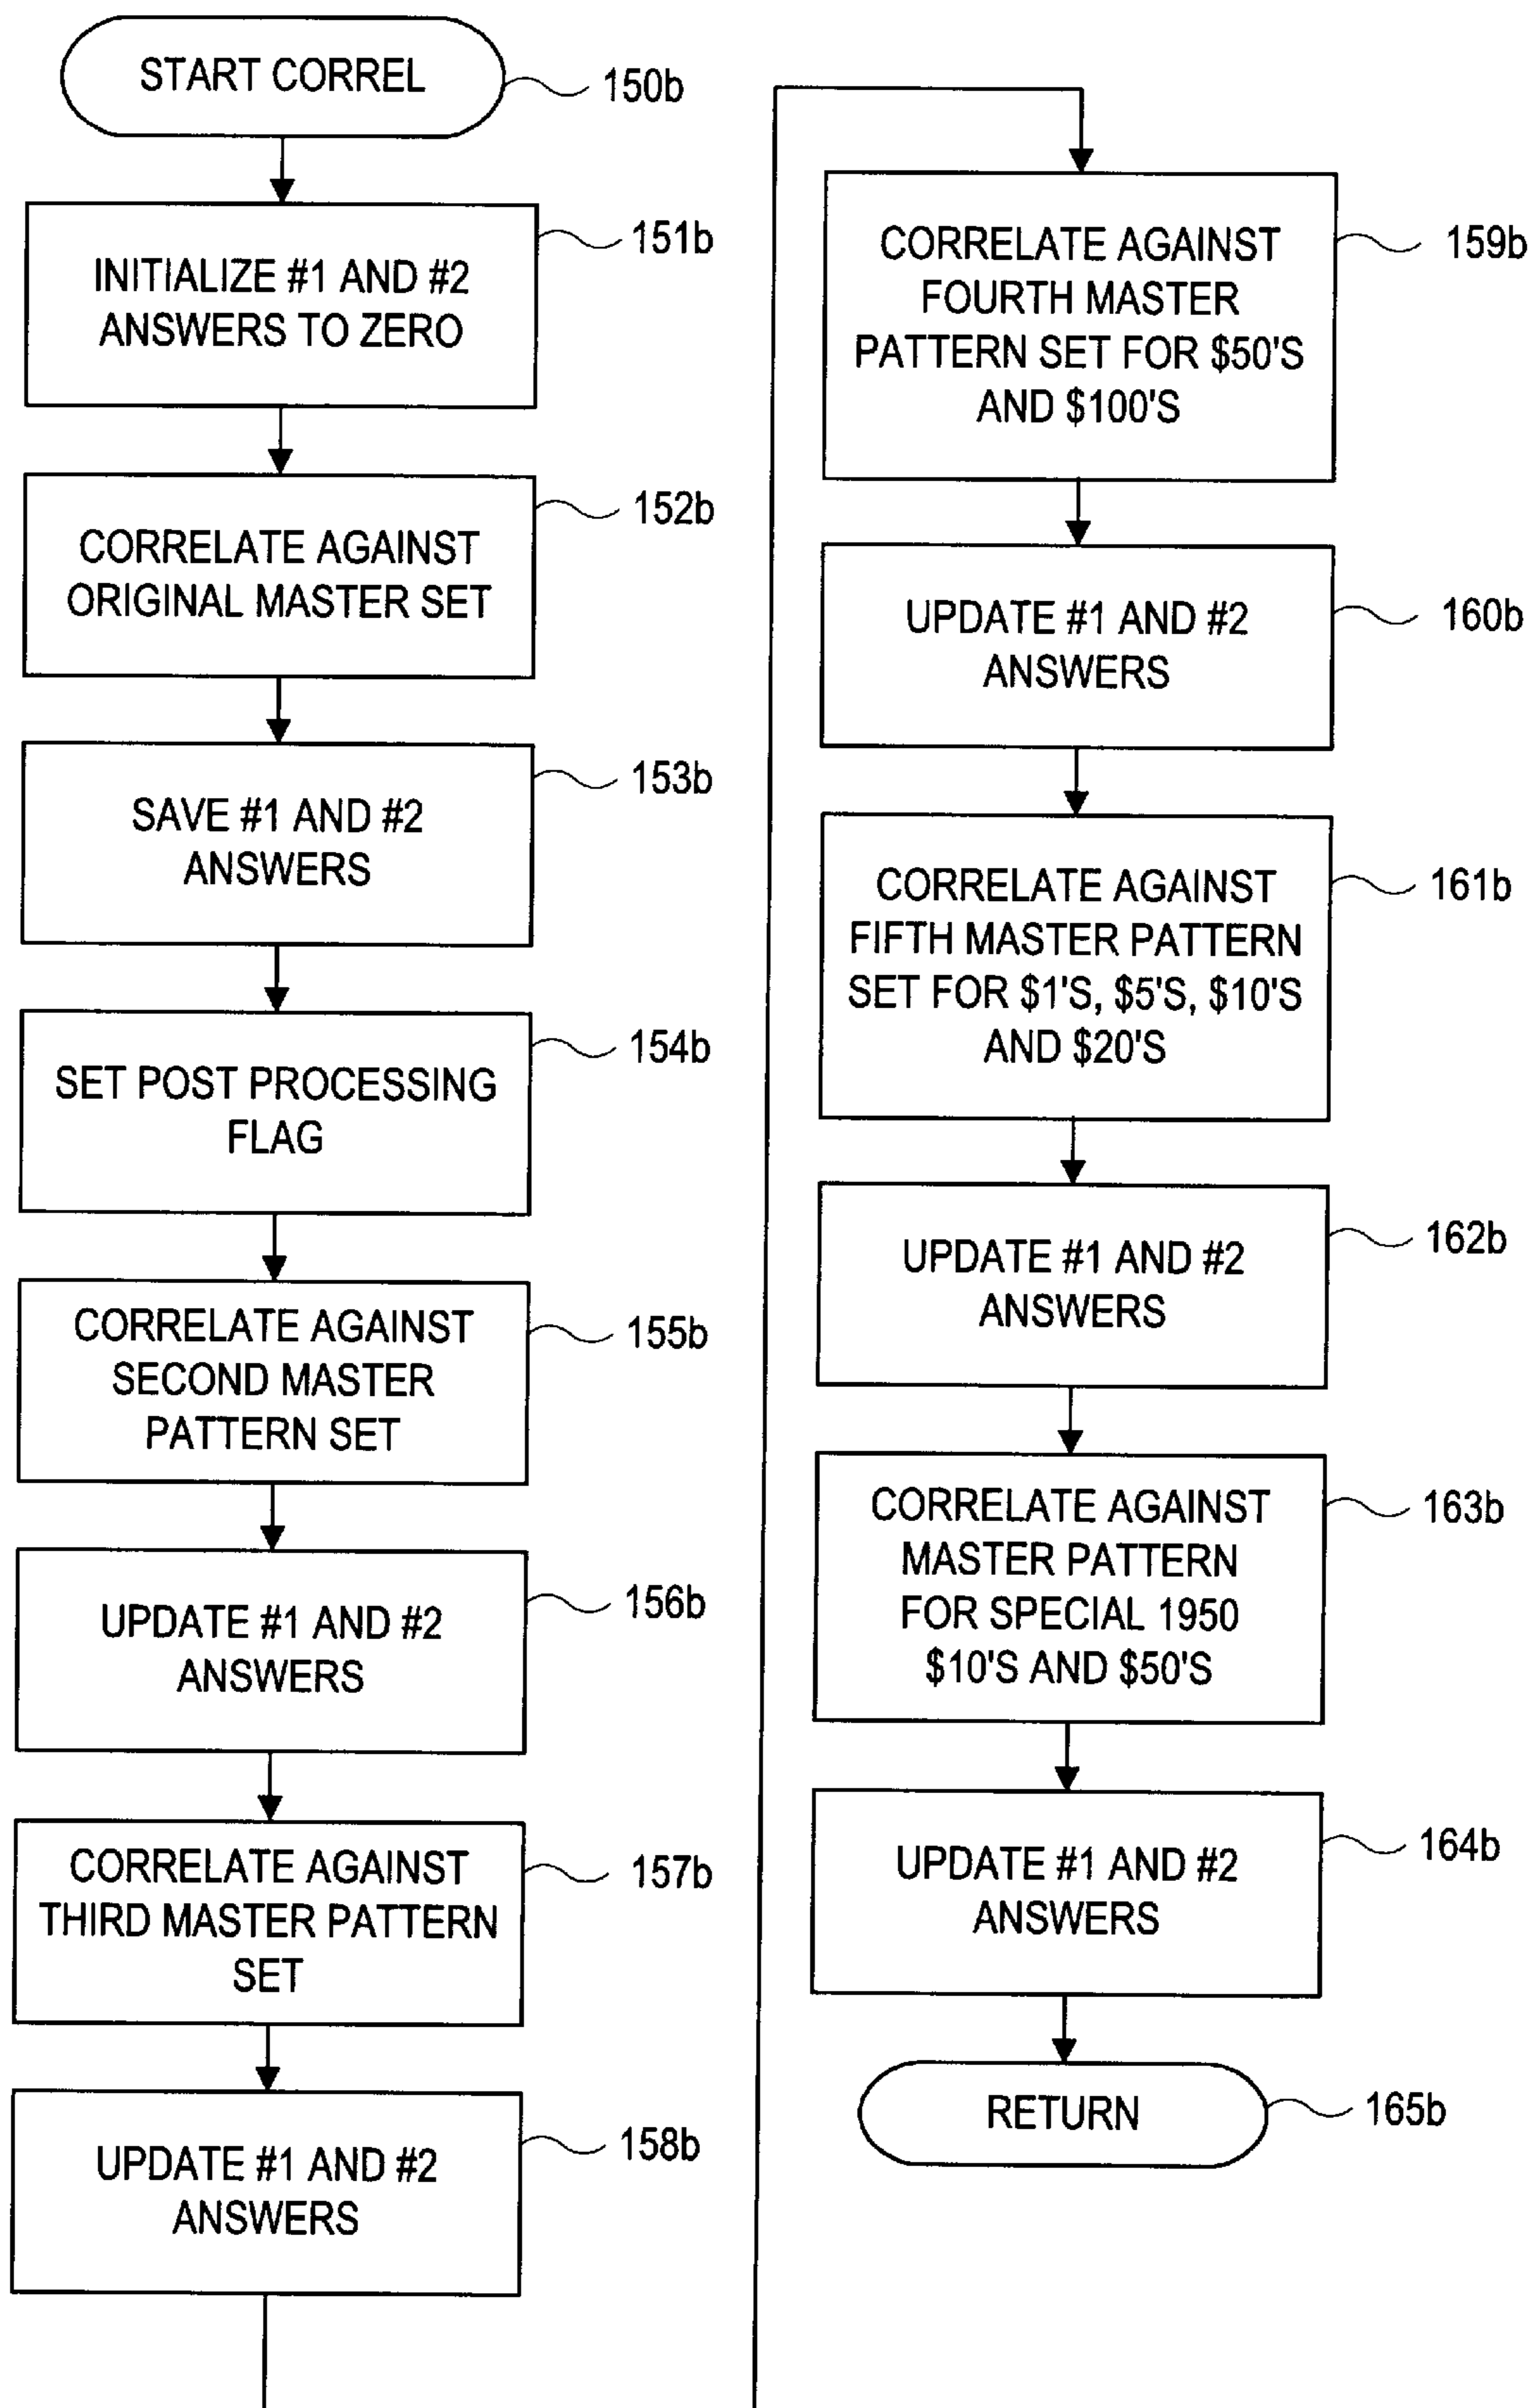 START CORREL
150b
INITIALIZE #1 AND #2
ANSWERS TO ZERO
151b
CORRELATE AGAINST
ORIGINAL MASTER SET
152b
SAVE #1 AND #2
ANSWERS
153b
SET POST PROCESSING
FLAG
154b
CORRELATE AGAINST
SECOND MASTER
PATTERN SET
155b
UPDATE #1 AND #2
ANSWERS
156b
CORRELATE AGAINST
THIRD MASTER PATTERN
SET
157b
UPDATE #1 AND #2
ANSWERS
158b
CORRELATE AGAINST
FOURTH MASTER
PATTERN SET FOR $50'S
AND $100'S
159b
UPDATE #1 AND #2
ANSWERS
160b
CORRELATE AGAINST
FIFTH MASTER PATTERN
SET FOR $1'S, $5'S, $10'S
AND $20'S
161b
UPDATE #1 AND #2
ANSWERS
162b
CORRELATE AGAINST
MASTER PATTERN
FOR SPECIAL 1950
$10'S AND $50'S
163b
UPDATE #1 AND #2
ANSWERS
164b
RETURN
165b